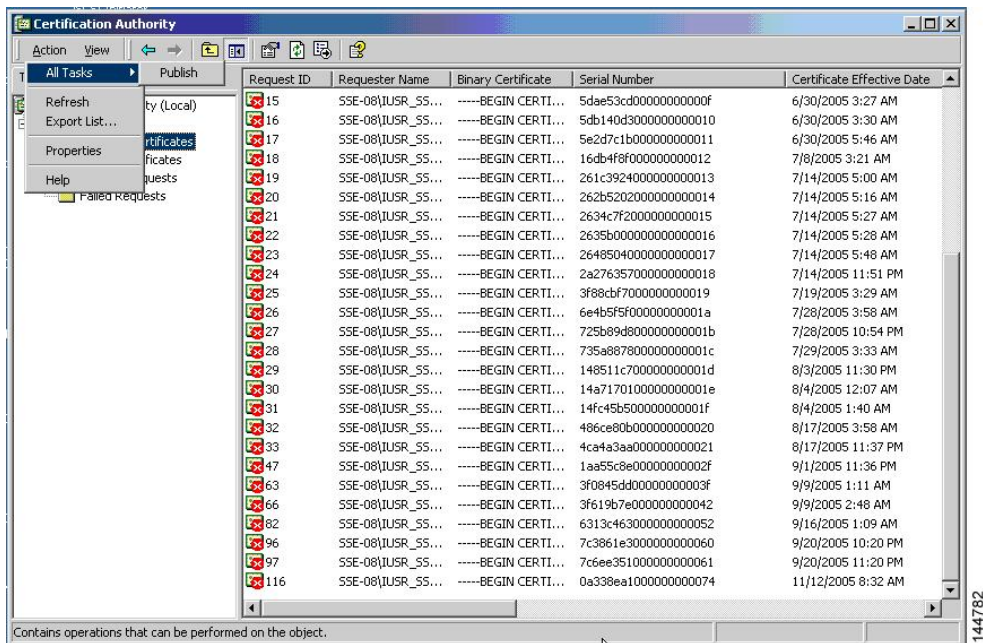 Certification Authority
Action View
All Tasks Publish
Refresh
Export List...
Properties
Help
ty (Local)
rtificates
ficates
quests
Failed Requests
Request ID Requester Name Binary Certificate Serial Number Certificate Effective Date
15 SSE-08\IUSR_SS... -----BEGIN CERTI... 5dae53cd00000000000f 6/30/2005 3:27 AM
16 SSE-08\IUSR_SS... -----BEGIN CERTI... 5db140d3000000000010 6/30/2005 3:30 AM
17 SSE-08\IUSR_SS... -----BEGIN CERTI... 5e2d7c1b000000000011 6/30/2005 5:46 AM
18 SSE-08\IUSR_SS... -----BEGIN CERTI... 16db4f8f000000000012 7/8/2005 3:21 AM
19 SSE-08\IUSR_SS... -----BEGIN CERTI... 261c3924000000000013 7/14/2005 5:00 AM
20 SSE-08\IUSR_SS... -----BEGIN CERTI... 262b5202000000000014 7/14/2005 5:16 AM
21 SSE-08\IUSR_SS... -----BEGIN CERTI... 2634c7f2000000000015 7/14/2005 5:27 AM
22 SSE-08\IUSR_SS... -----BEGIN CERTI... 2635b000000000000016 7/14/2005 5:28 AM
23 SSE-08\IUSR_SS... -----BEGIN CERTI... 26485040000000000017 7/14/2005 5:48 AM
24 SSE-08\IUSR_SS... -----BEGIN CERTI... 2a276357000000000018 7/14/2005 11:51 PM
25 SSE-08\IUSR_SS... -----BEGIN CERTI... 3f88cbf7000000000019 7/19/2005 3:29 AM
26 SSE-08\IUSR_SS... -----BEGIN CERTI... 6e4b5f5f00000000001a 7/28/2005 3:58 AM
27 SSE-08\IUSR_SS... -----BEGIN CERTI... 725b89d800000000001b 7/28/2005 10:54 PM
28 SSE-08\IUSR_SS... -----BEGIN CERTI... 735a887800000000001c 7/29/2005 3:33 AM
29 SSE-08\IUSR_SS... -----BEGIN CERTI... 148511c700000000001d 8/3/2005 11:30 PM
30 SSE-08\IUSR_SS... -----BEGIN CERTI... 14a7170100000000001e 8/4/2005 12:07 AM
31 SSE-08\IUSR_SS... -----BEGIN CERTI... 14fc45b500000000001f 8/4/2005 1:40 AM
32 SSE-08\IUSR_SS... -----BEGIN CERTI... 486ce80b000000000020 8/17/2005 3:58 AM
33 SSE-08\IUSR_SS... -----BEGIN CERTI... 4ca4a3aa000000000021 8/17/2005 11:37 PM
47 SSE-08\IUSR_SS... -----BEGIN CERTI... 1aa55c8e00000000002f 9/1/2005 11:36 PM
63 SSE-08\IUSR_SS... -----BEGIN CERTI... 3f0845dd00000000003f 9/9/2005 1:11 AM
66 SSE-08\IUSR_SS... -----BEGIN CERTI... 3f619b7e000000000042 9/9/2005 2:48 AM
82 SSE-08\IUSR_SS... -----BEGIN CERTI... 6313c463000000000052 9/16/2005 1:09 AM
96 SSE-08\IUSR_SS... -----BEGIN CERTI... 7c3861e3000000000060 9/20/2005 10:20 PM
97 SSE-08\IUSR_SS... -----BEGIN CERTI... 7c6ee351000000000061 9/20/2005 11:20 PM
116 SSE-08\IUSR_SS... -----BEGIN CERTI... 0a338ea1000000000074 11/12/2005 8:32 AM
Contains operations that can be performed on the object.
144782